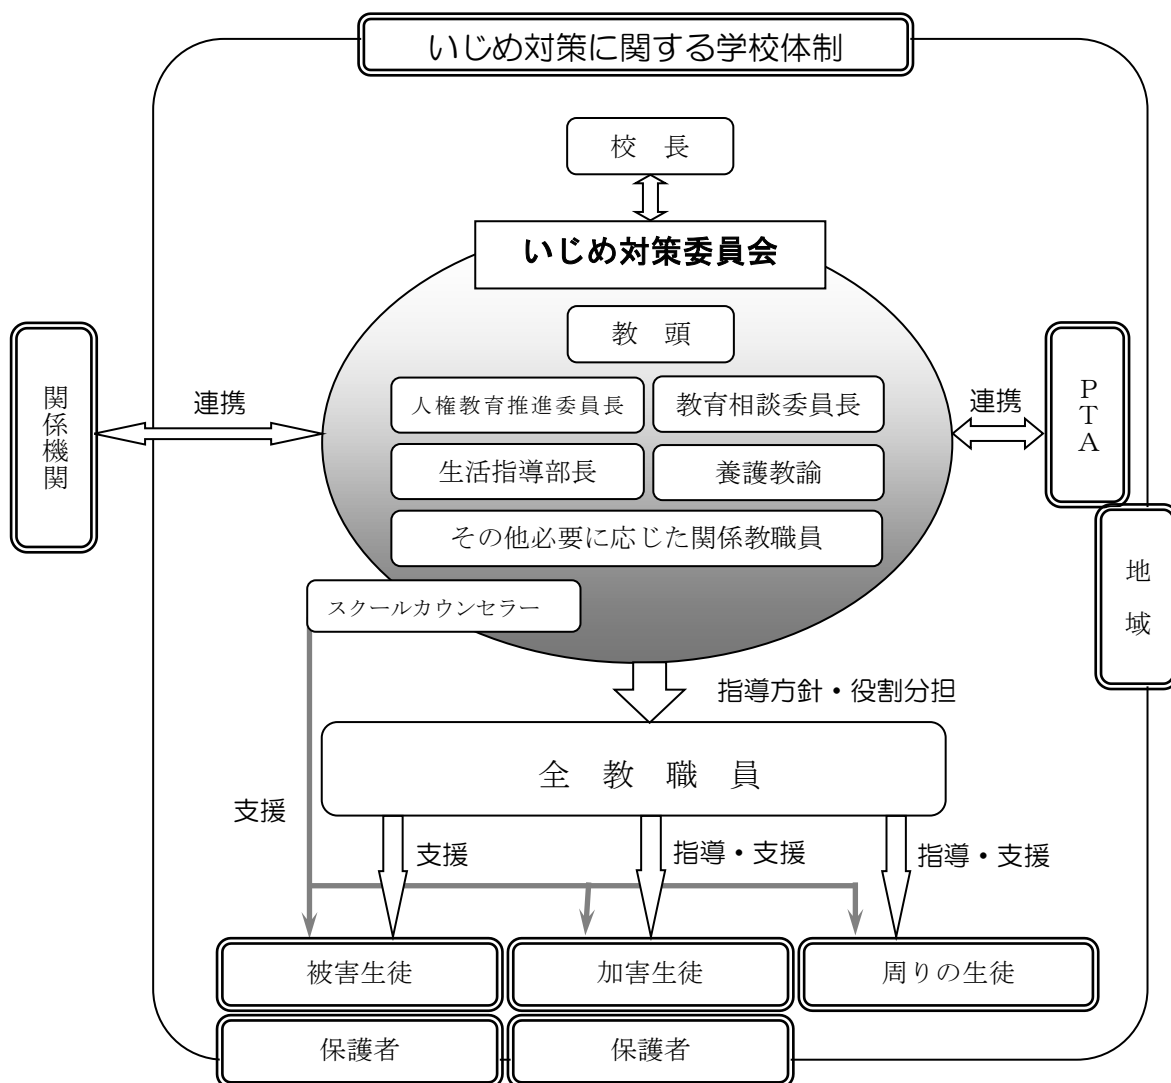 いじめ対策に関する学校体制
校　長
いじめ対策委員会
教　頭
人権教育推進委員長
教育相談委員長
生活指導部長
養護教諭
その他必要に応じた関係教職員
スクールカウンセラー
関係機関
連携
連携
ＰＴＡ
地域
指導方針・役割分担
全　教　職　員
支援
支援
指導・支援
指導・支援
被害生徒
加害生徒
周りの生徒
保護者
保護者